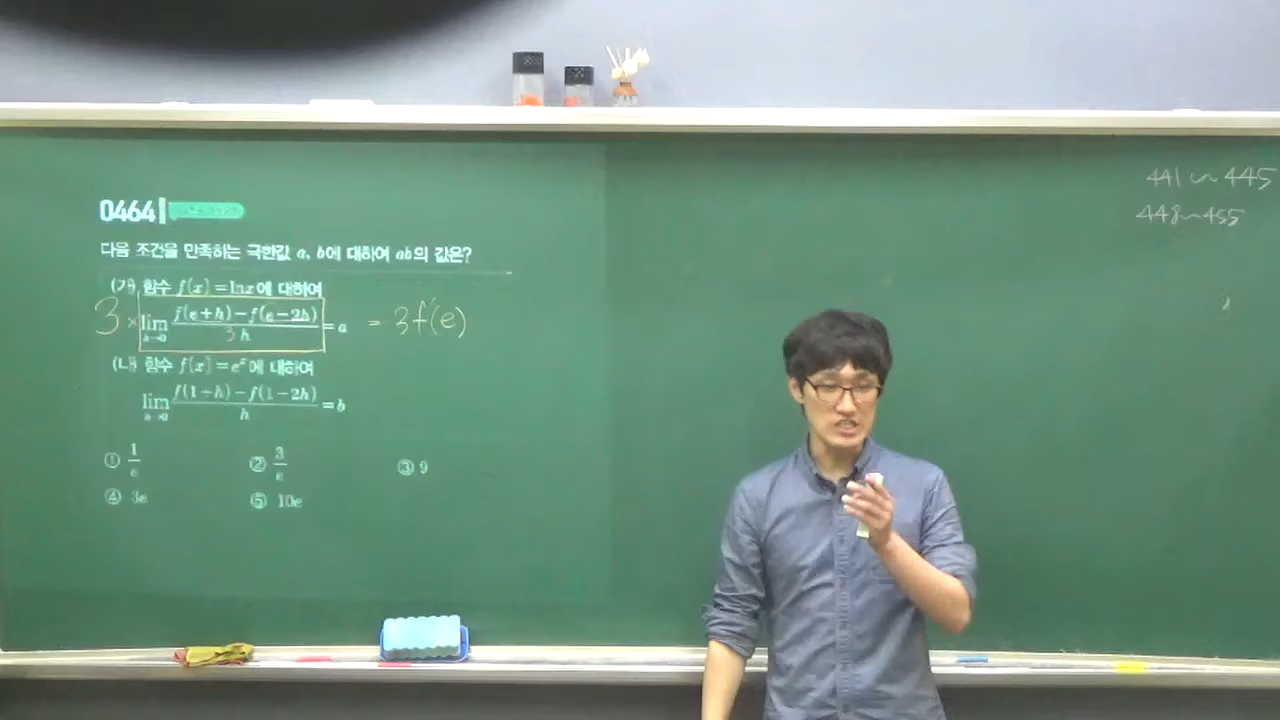 441~445
448~455
0464
다음 조건을 만족하는 극한값 a, b에 대하여 ab의 값은?
(가) 함수 f(x)=lnx에 대하여
3× lim h→0 f(e+h)-f(e-2h) / 3h = a = 3f'(e)
(나) 함수 f(x)=eˣ에 대하여
lim h→0 f(1+h)-f(1-2h) / h = b
① 1/e ② 3/e ③ 9
④ 3e ⑤ 10e